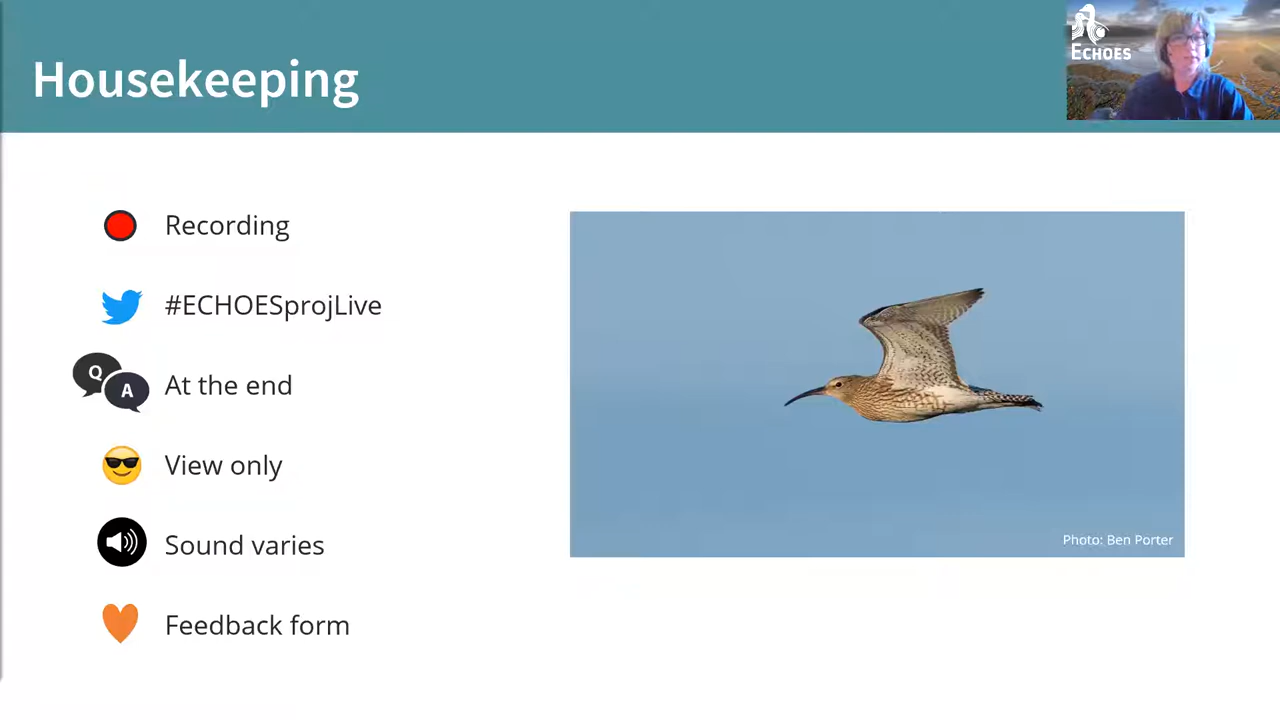 Housekeeping
ECHOES
Recording
#ECHOESprojLive
Q
A
At the end
View only
Sound varies
Feedback form
Photo: Ben Porter